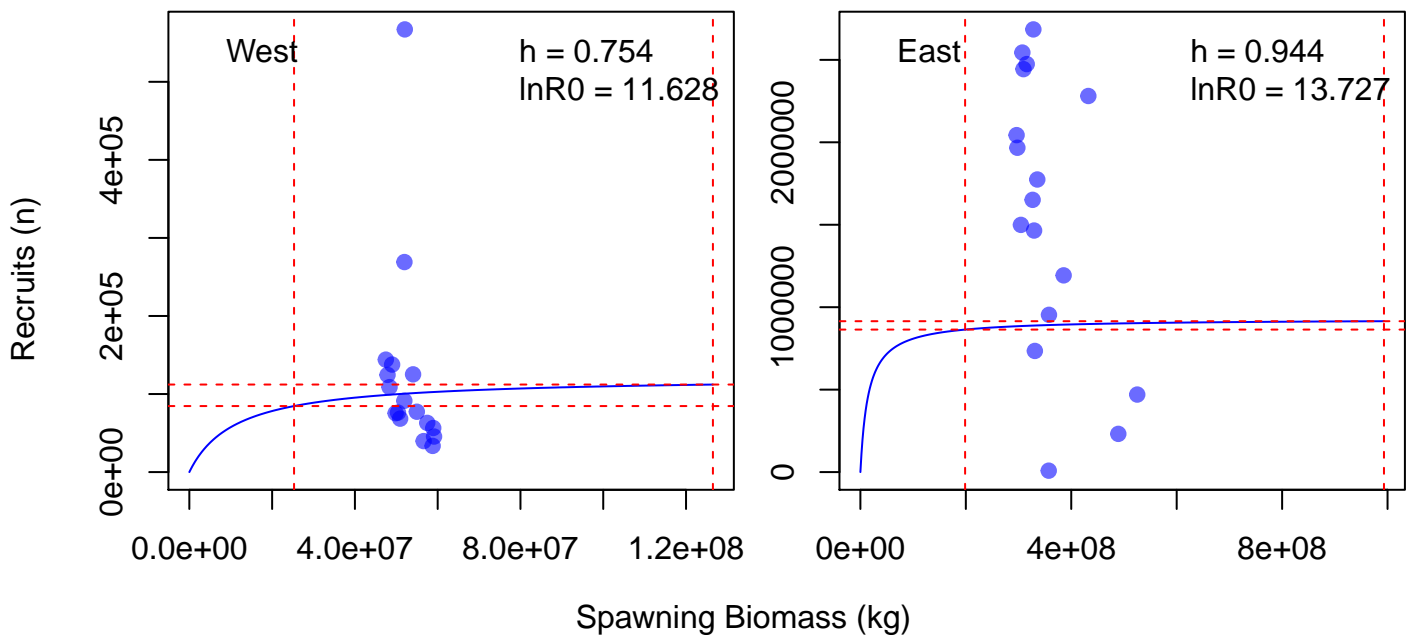 West
h = 0.754
lnR0 = 11.628
East
h = 0.944
lnR0 = 13.727
Recruits (n)
4e+05
2e+05
0e+00
2000000
1000000
0
0.0e+00 4.0e+07 8.0e+07 1.2e+08
0e+00 4e+08 8e+08
Spawning Biomass (kg)